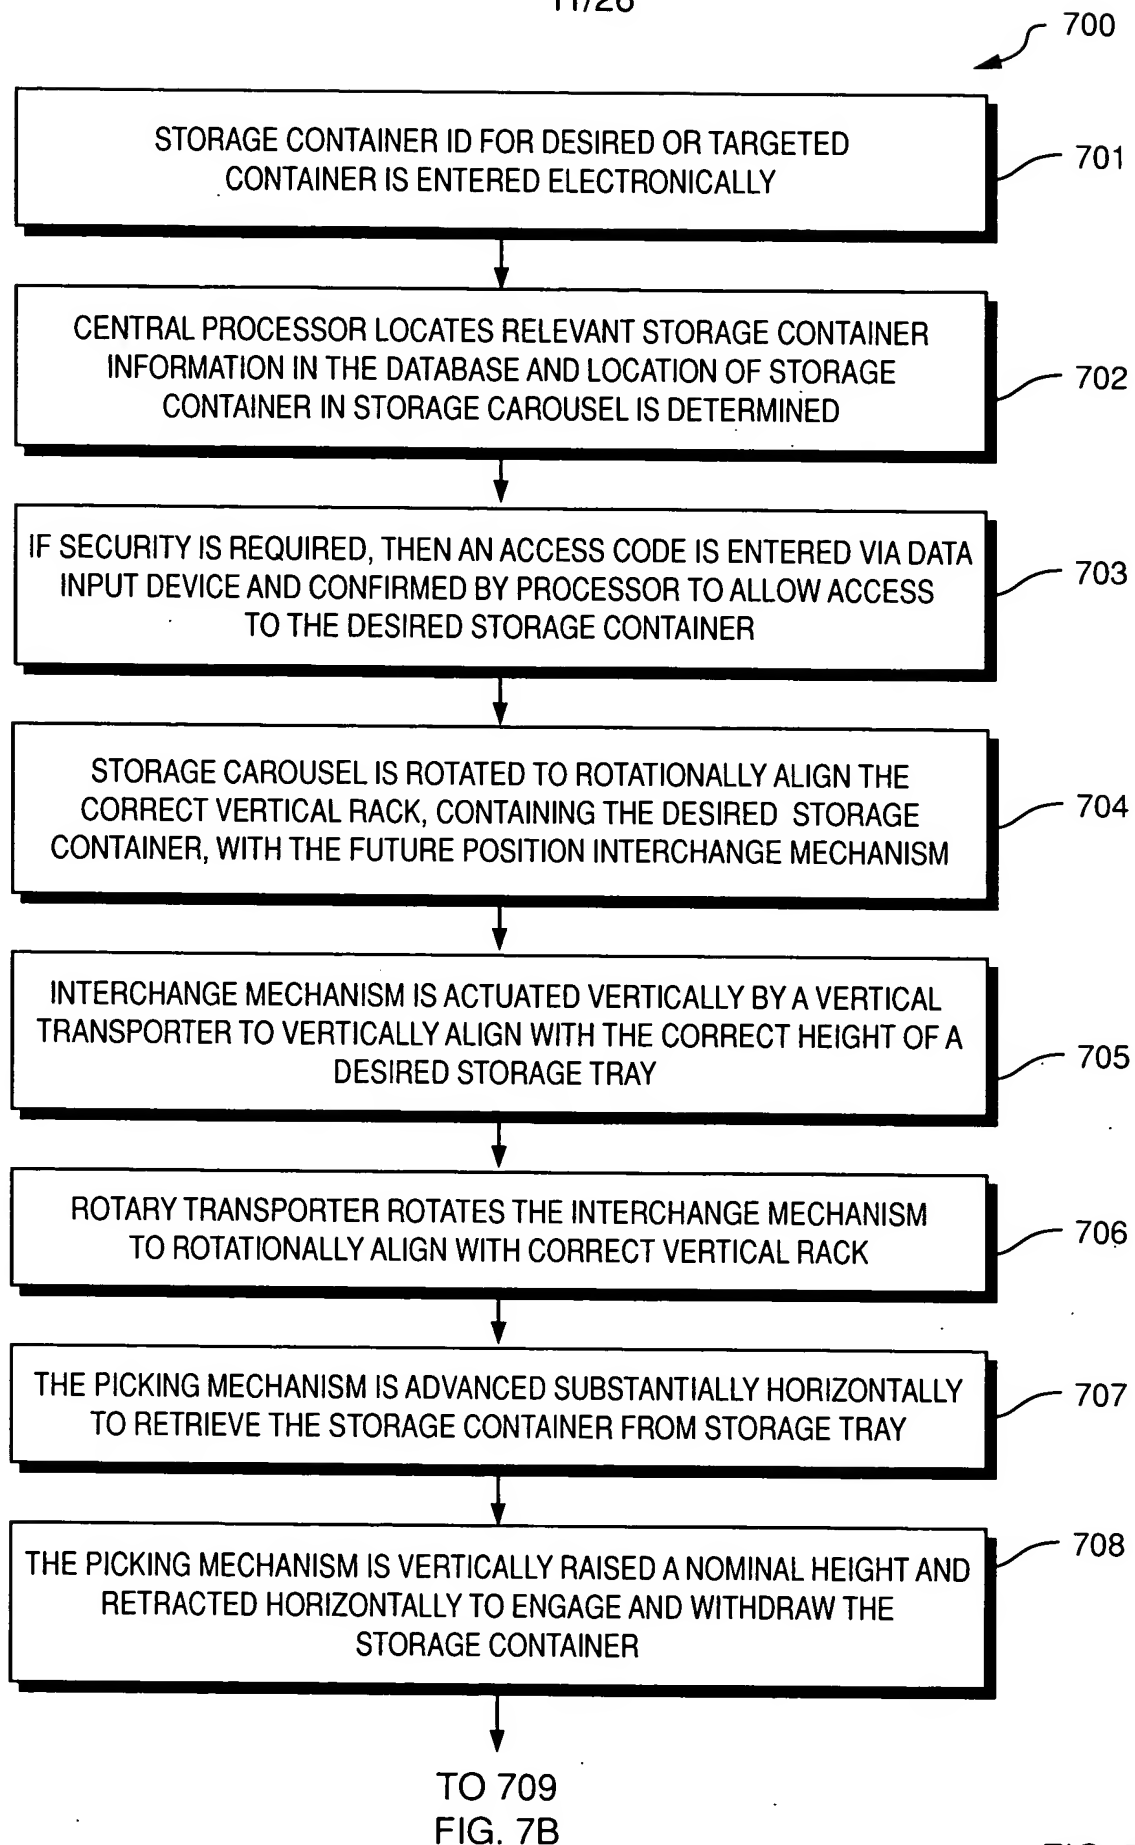 700
STORAGE CONTAINER ID FOR DESIRED OR TARGETED
CONTAINER IS ENTERED ELECTRONICALLY
701
CENTRAL PROCESSOR LOCATES RELEVANT STORAGE CONTAINER
INFORMATION IN THE DATABASE AND LOCATION OF STORAGE
CONTAINER IN STORAGE CAROUSEL IS DETERMINED
702
IF SECURITY IS REQUIRED, THEN AN ACCESS CODE IS ENTERED VIA DATA
INPUT DEVICE AND CONFIRMED BY PROCESSOR TO ALLOW ACCESS
TO THE DESIRED STORAGE CONTAINER
703
STORAGE CAROUSEL IS ROTATED TO ROTATIONALLY ALIGN THE
CORRECT VERTICAL RACK, CONTAINING THE DESIRED STORAGE
CONTAINER, WITH THE FUTURE POSITION INTERCHANGE MECHANISM
704
INTERCHANGE MECHANISM IS ACTUATED VERTICALLY BY A VERTICAL
TRANSPORTER TO VERTICALLY ALIGN WITH THE CORRECT HEIGHT OF A
DESIRED STORAGE TRAY
705
ROTARY TRANSPORTER ROTATES THE INTERCHANGE MECHANISM
TO ROTATIONALLY ALIGN WITH CORRECT VERTICAL RACK
706
THE PICKING MECHANISM IS ADVANCED SUBSTANTIALLY HORIZONTALLY
TO RETRIEVE THE STORAGE CONTAINER FROM STORAGE TRAY
707
THE PICKING MECHANISM IS VERTICALLY RAISED A NOMINAL HEIGHT AND
RETRACTED HORIZONTALLY TO ENGAGE AND WITHDRAW THE
STORAGE CONTAINER
708
TO 709
FIG. 7B